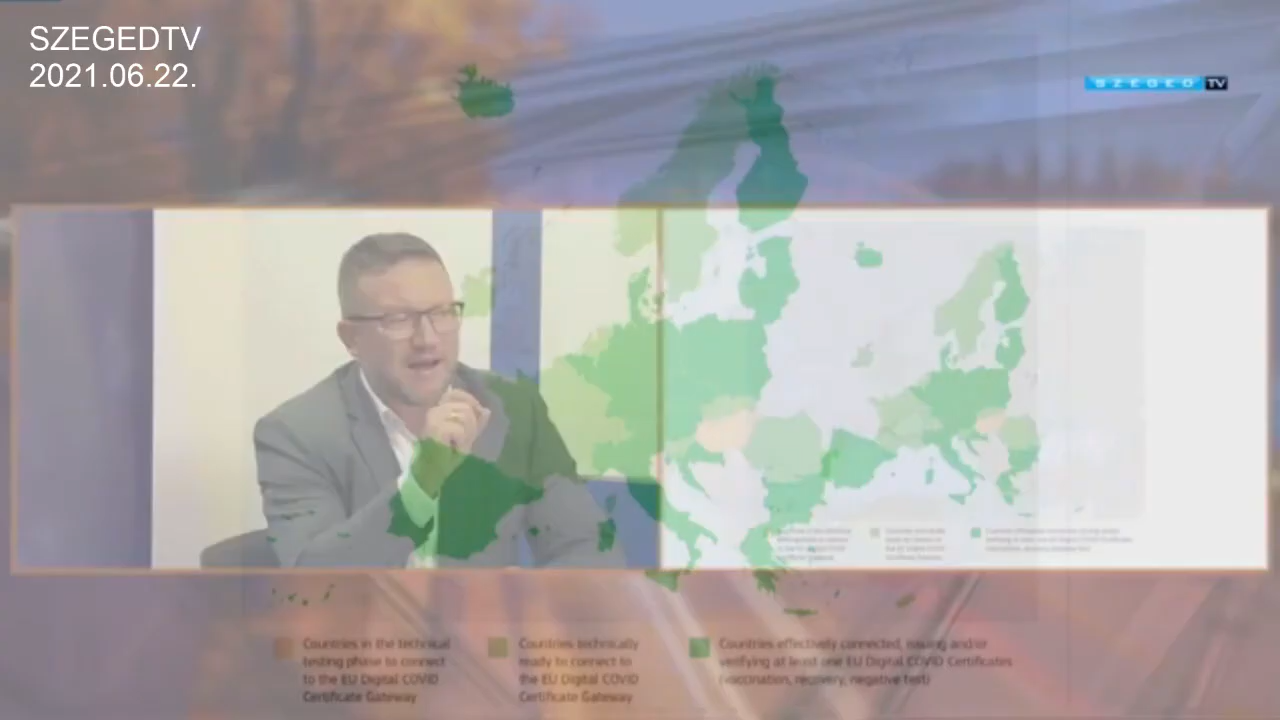 SZEGEDTV
2021.06.22.
SZEGED TV
Countries in the technical
testing phase to connect
to the EU Digital COVID
Certificate Gateway
Countries technically
ready to connect to
the EU Digital COVID
Certificate Gateway
Countries effectively connected, issuing and/or
verifying at least one EU Digital COVID Certificates
(vaccination, recovery, negative test)